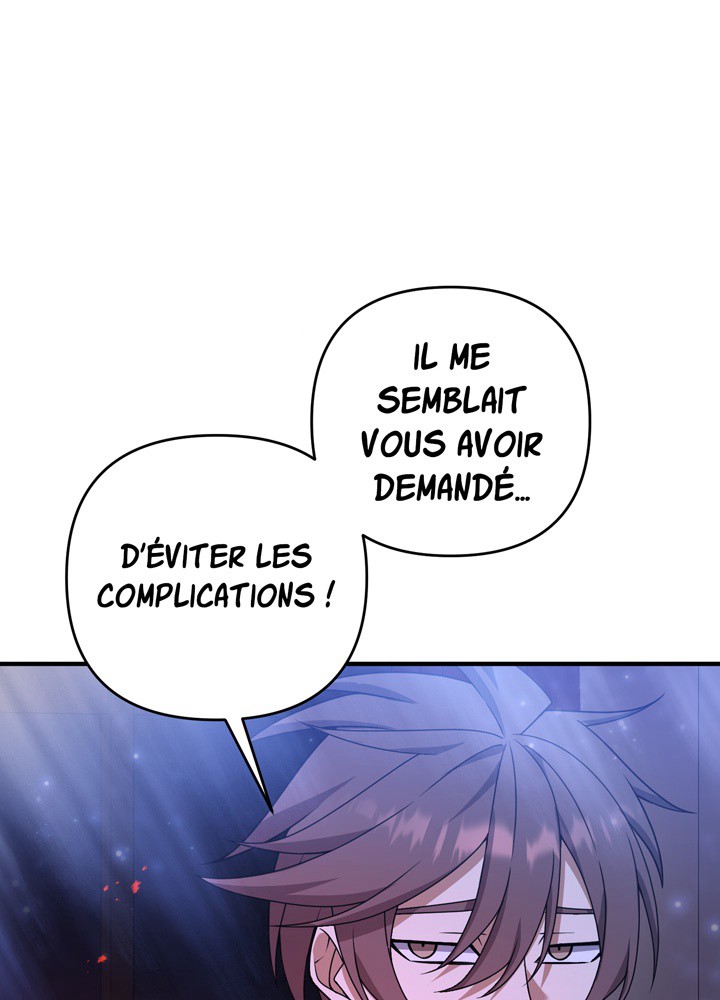 IL ME
SEMBLAIT
VOUS AVOIR
DEMANDÉ...
D'ÉVITER LES
COMPLICATIONS !